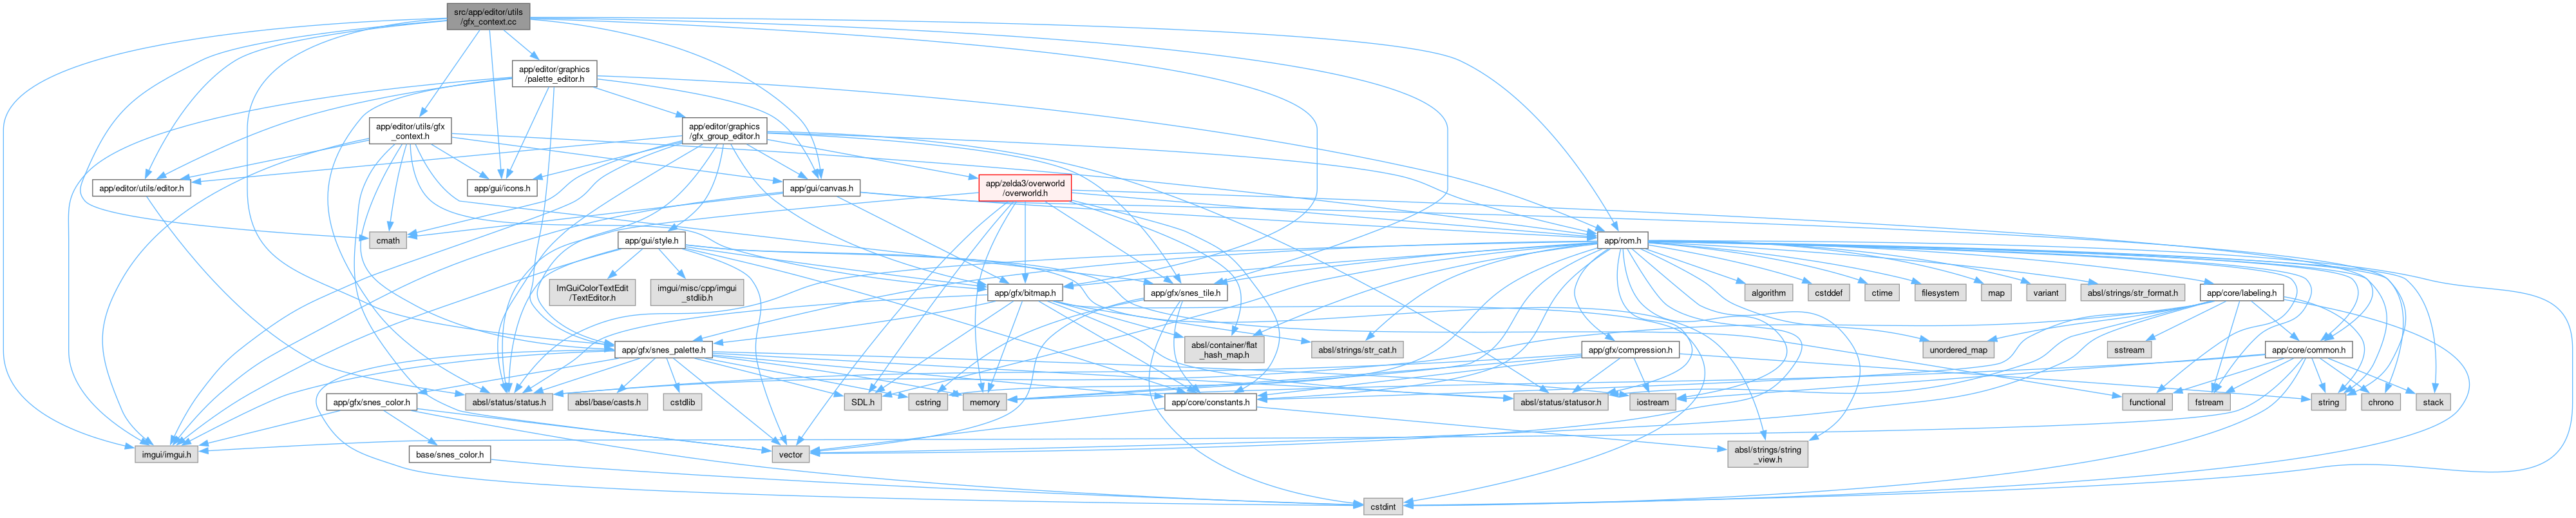 src/app/editor/utils
/gfx_context.cc
app/editor/graphics
/palette_editor.h
app/editor/utils/gfx
_context.h
app/editor/graphics
/gfx_group_editor.h
app/editor/utils/editor.h
app/gui/icons.h
app/gui/canvas.h
app/zelda3/overworld
/overworld.h
cmath
app/gui/style.h
app/rom.h
ImGuiColorTextEdit
/TextEditor.h
imgui/misc/cpp/imgui
_stdlib.h
app/gfx/bitmap.h
app/gfx/snes_tile.h
algorithm
cstddef
ctime
filesystem
map
variant
absl/strings/str_format.h
app/core/labeling.h
app/gfx/snes_palette.h
absl/container/flat
_hash_map.h
absl/strings/str_cat.h
app/gfx/compression.h
unordered_map
sstream
app/core/common.h
app/gfx/snes_color.h
absl/status/status.h
absl/base/casts.h
cstdlib
SDL.h
cstring
memory
app/core/constants.h
absl/status/statusor.h
iostream
functional
fstream
string
chrono
stack
imgui/imgui.h
base/snes_color.h
vector
absl/strings/string
_view.h
cstdint